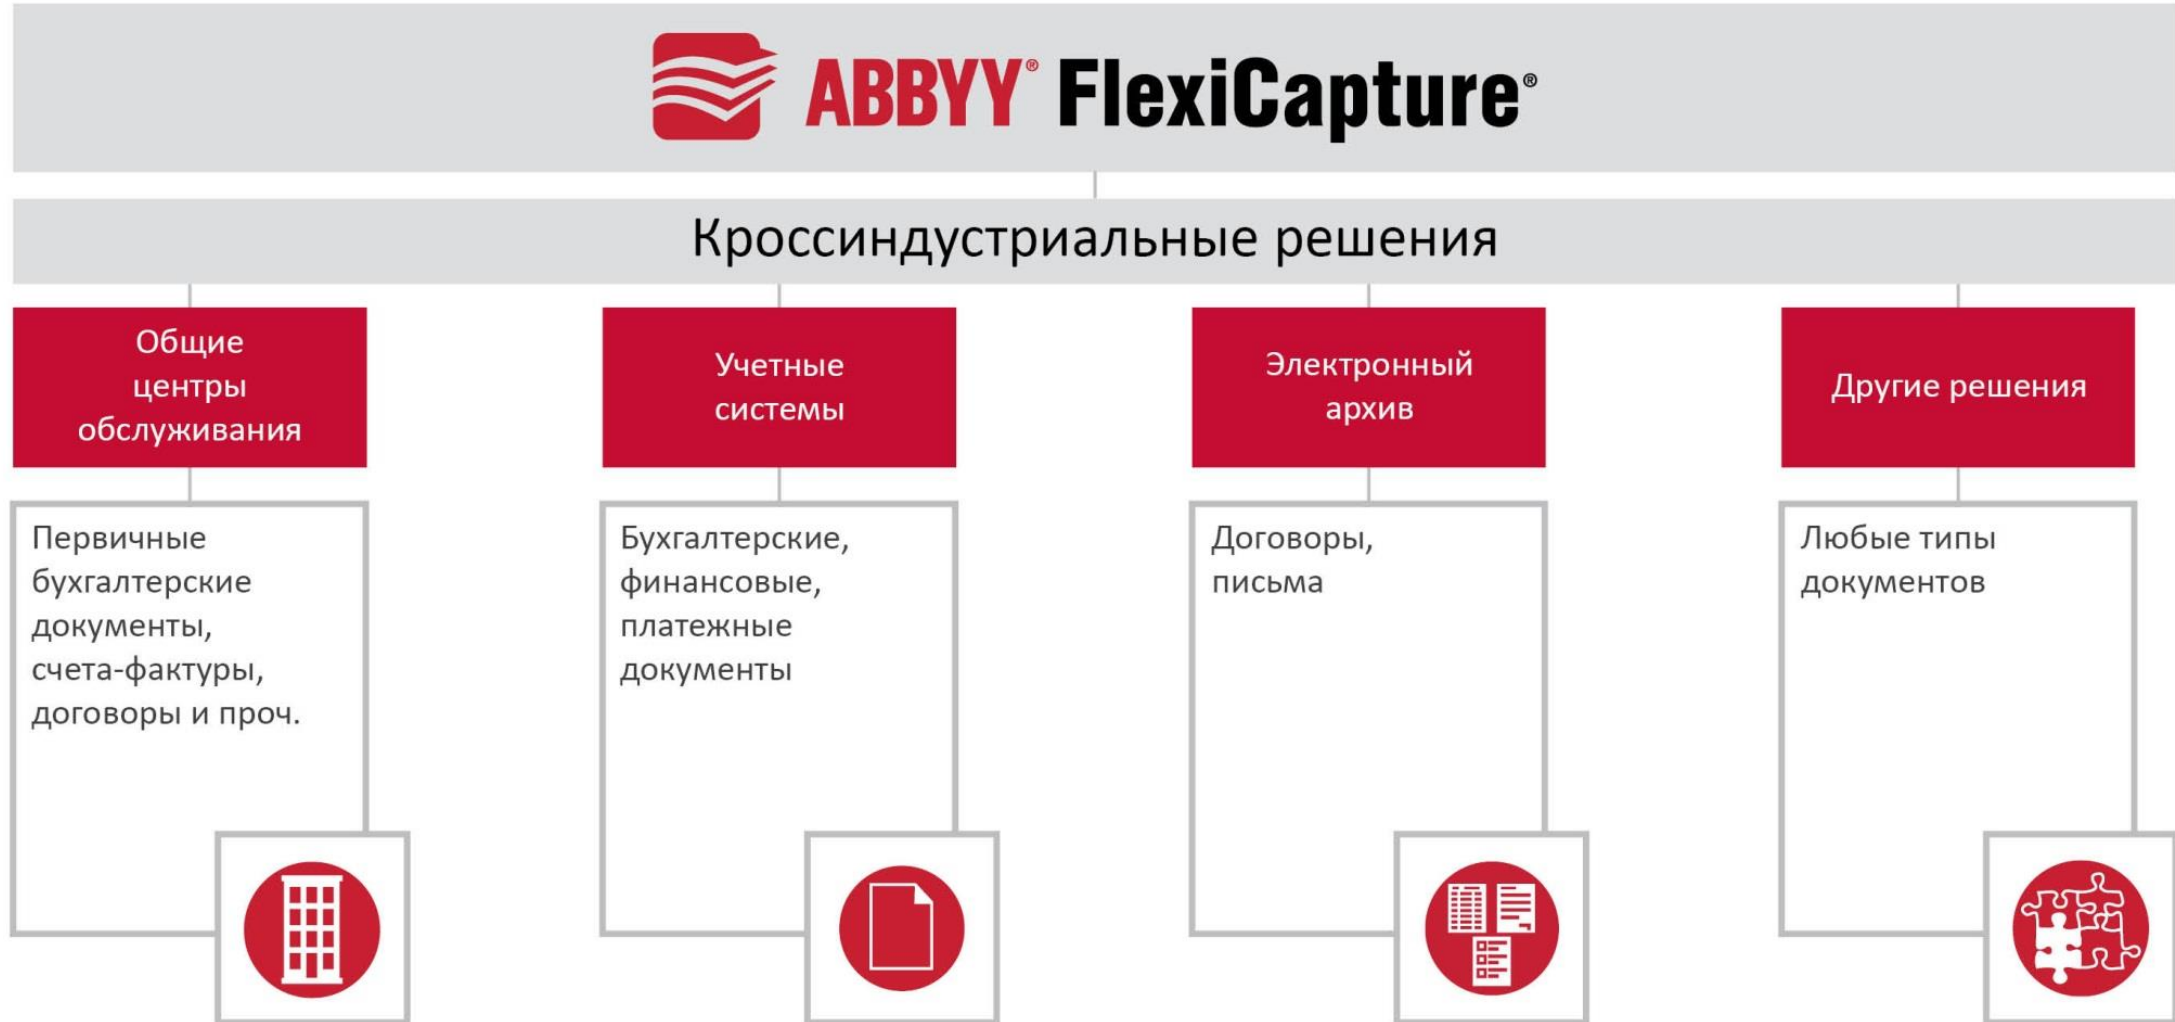 ABBYY® FlexiCapture®
Кроссиндустриальные решения
Общие
центры
обслуживания
Учетные
системы
Электронный
архив
Другие решения
Первичные
бухгалтерские
документы,
счета-фактуры,
договоры и проч.
Бухгалтерские,
финансовые,
платежные
документы
Договоры,
письма
Любые типы
документов